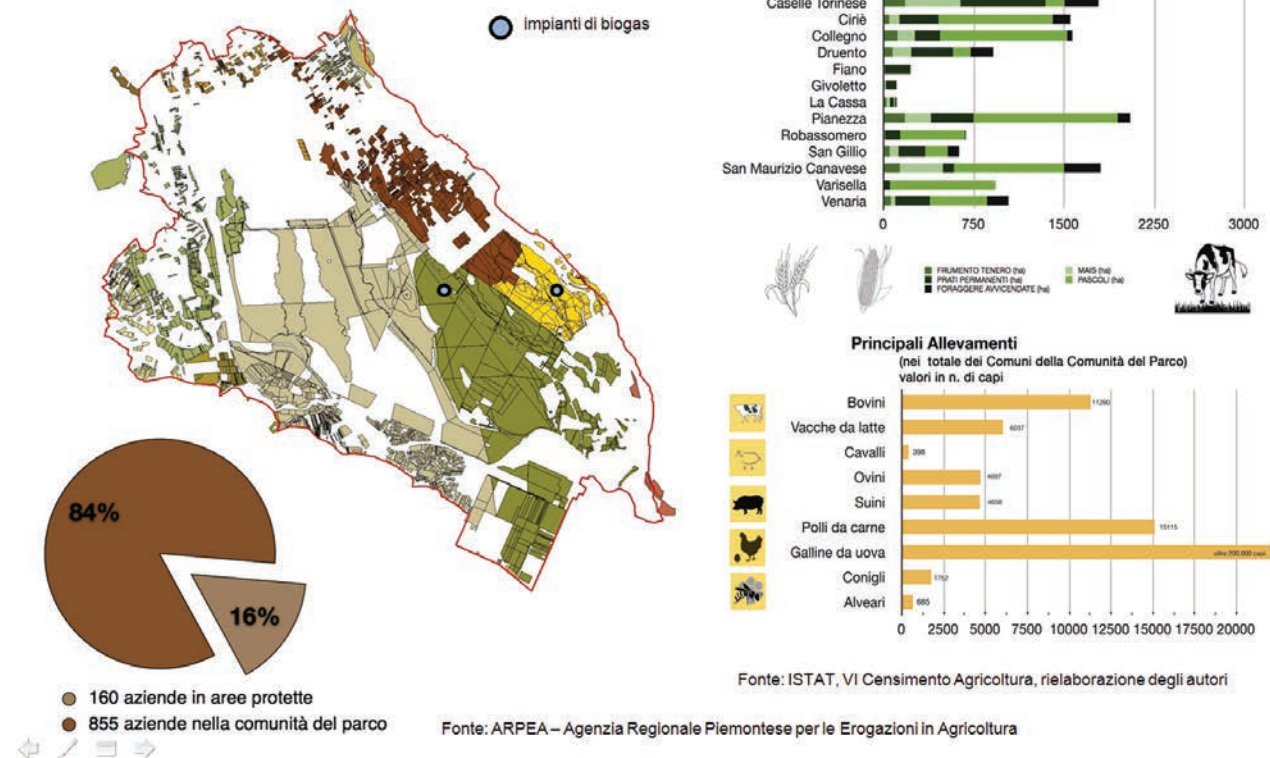 impianti di biogas
Caselle Torinese
Ciriè
Collegno
Druento
Fiano
Givoletto
La Cassa
Pianezza
Robassomero
San Gillio
San Maurizio Canavese
Varisella
Venaria
0 750 1500 2250 3000
FRUMENTO TENERO (ha) MAIS (ha)
PRATI PERMANENTI (ha) PASCOLI (ha)
FORAGGERE AVVICENDATE (ha)
Principali Allevamenti
(nei totale dei Comuni della Comunità del Parco)
valori in n. di capi
Bovini
Vacche da latte
Cavalli 398
Ovini
Suini
Polli da carne 15115
Galline da uova oltre 200.000 capi
Conigli 1752
Alveari 665
0 2500 5000 7500 10000 12500 15000 17500 20000
84%
16%
160 aziende in aree protette
855 aziende nella comunità del parco
Fonte: ISTAT, VI Censimento Agricoltura, rielaborazione degli autori
Fonte: ARPEA – Agenzia Regionale Piemontese per le Erogazioni in Agricoltura